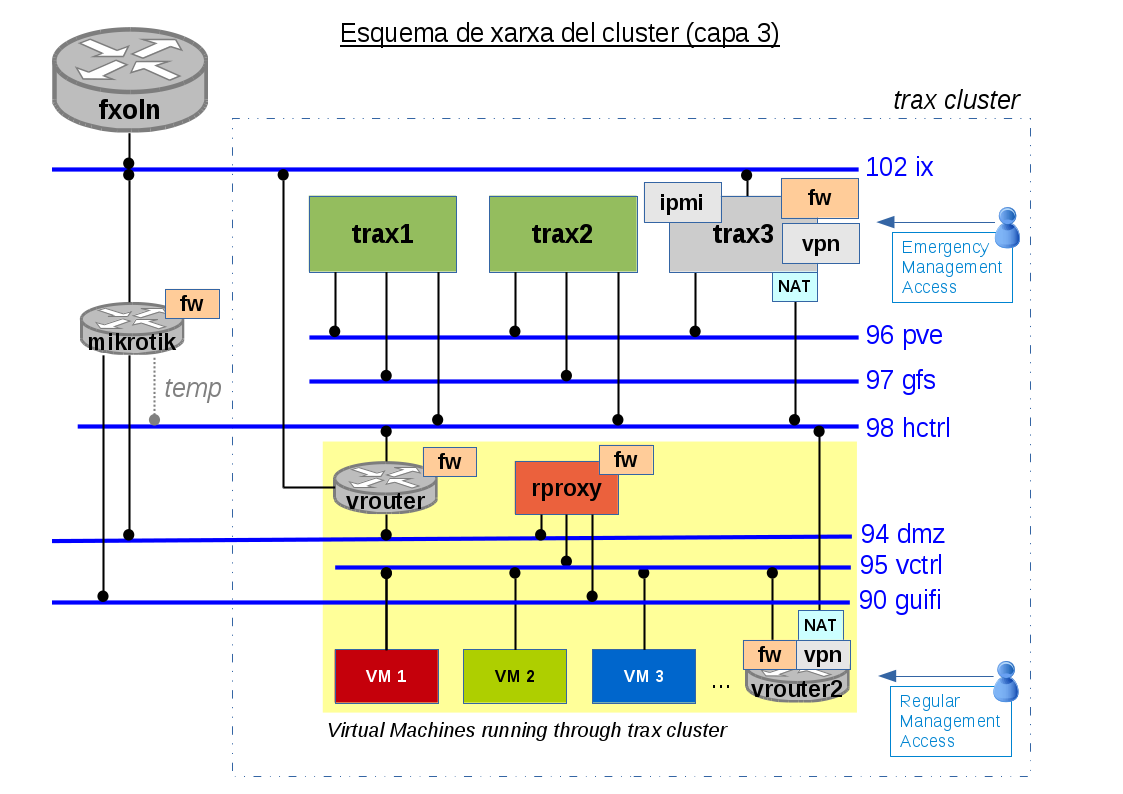 Esquema de xarxa del cluster (capa 3)
fxoln
trax cluster
102 ix
ipmi
fw
trax1
trax2
trax3
vpn
Emergency
Management
Access
NAT
fw
mikrotik
96 pve
temp
97 gfs
98 hctrl
fw
fw
vrouter
rproxy
94 dmz
95 vctrl
90 guifi
NAT
fw
vpn
VM 1
VM 2
VM 3
...
vrouter2
Regular
Management
Access
Virtual Machines running through trax cluster